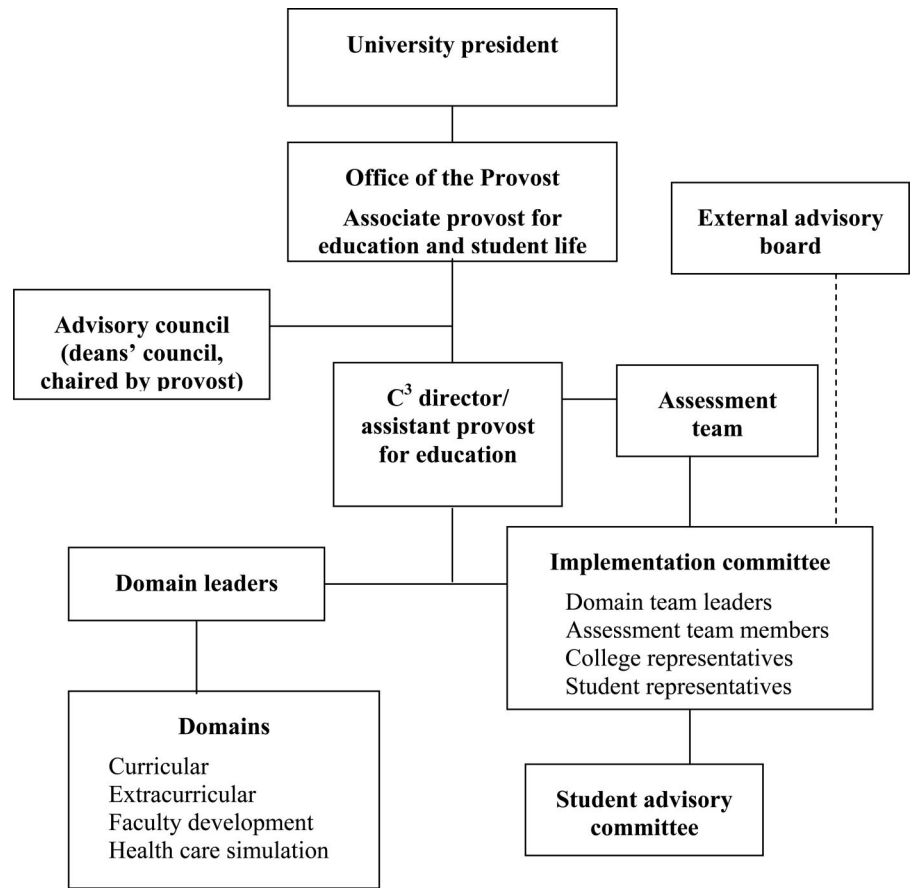 University president
Office of the Provost
Associate provost for
education and student life
External advisory
board
Advisory council
(deans’ council,
chaired by provost)
C³ director/
assistant provost
for education
Assessment
team
Domain leaders
Implementation committee
Domain team leaders
Assessment team members
College representatives
Student representatives
Domains
Curricular
Extracurricular
Faculty development
Health care simulation
Student advisory
committee